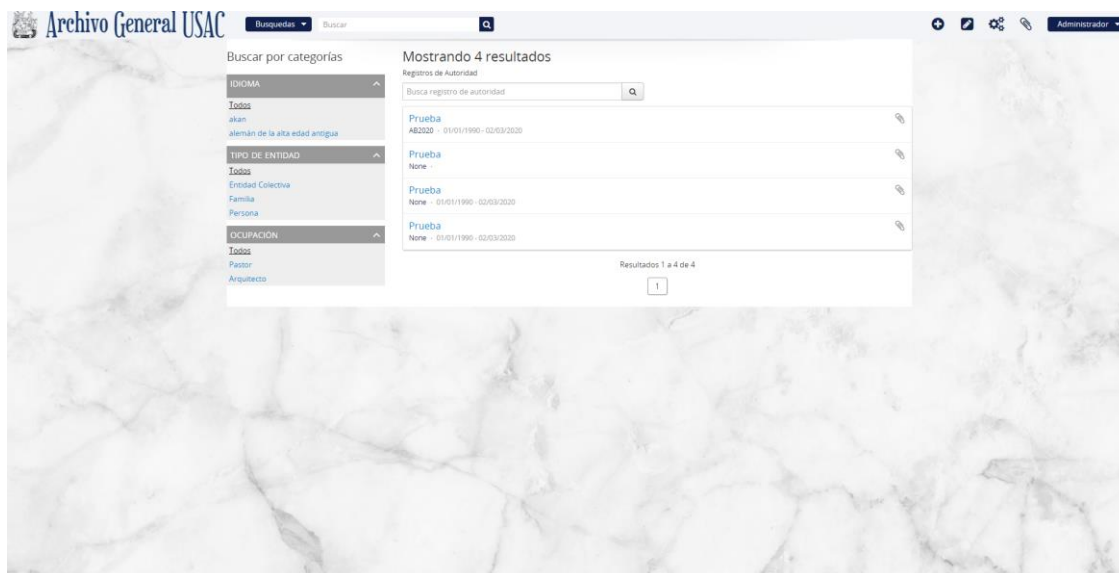 Archivo General USAC
Busquedas
Buscar
Administrador
Buscar por categorías
IDIOMA
Todos
akan
alemán de la alta edad antigua
TIPO DE ENTIDAD
Todos
Entidad Colectiva
Familia
Persona
OCUPACIÓN
Todos
Pastor
Arquitecto
Mostrando 4 resultados
Registros de Autoridad
Busca registro de autoridad
Prueba
AB2020 - 01/01/1990 - 02/03/2020
Prueba
None -
Prueba
None - 01/01/1990 - 02/03/2020
Prueba
None - 01/01/1990 - 02/03/2020
Resultados 1 a 4 de 4
1